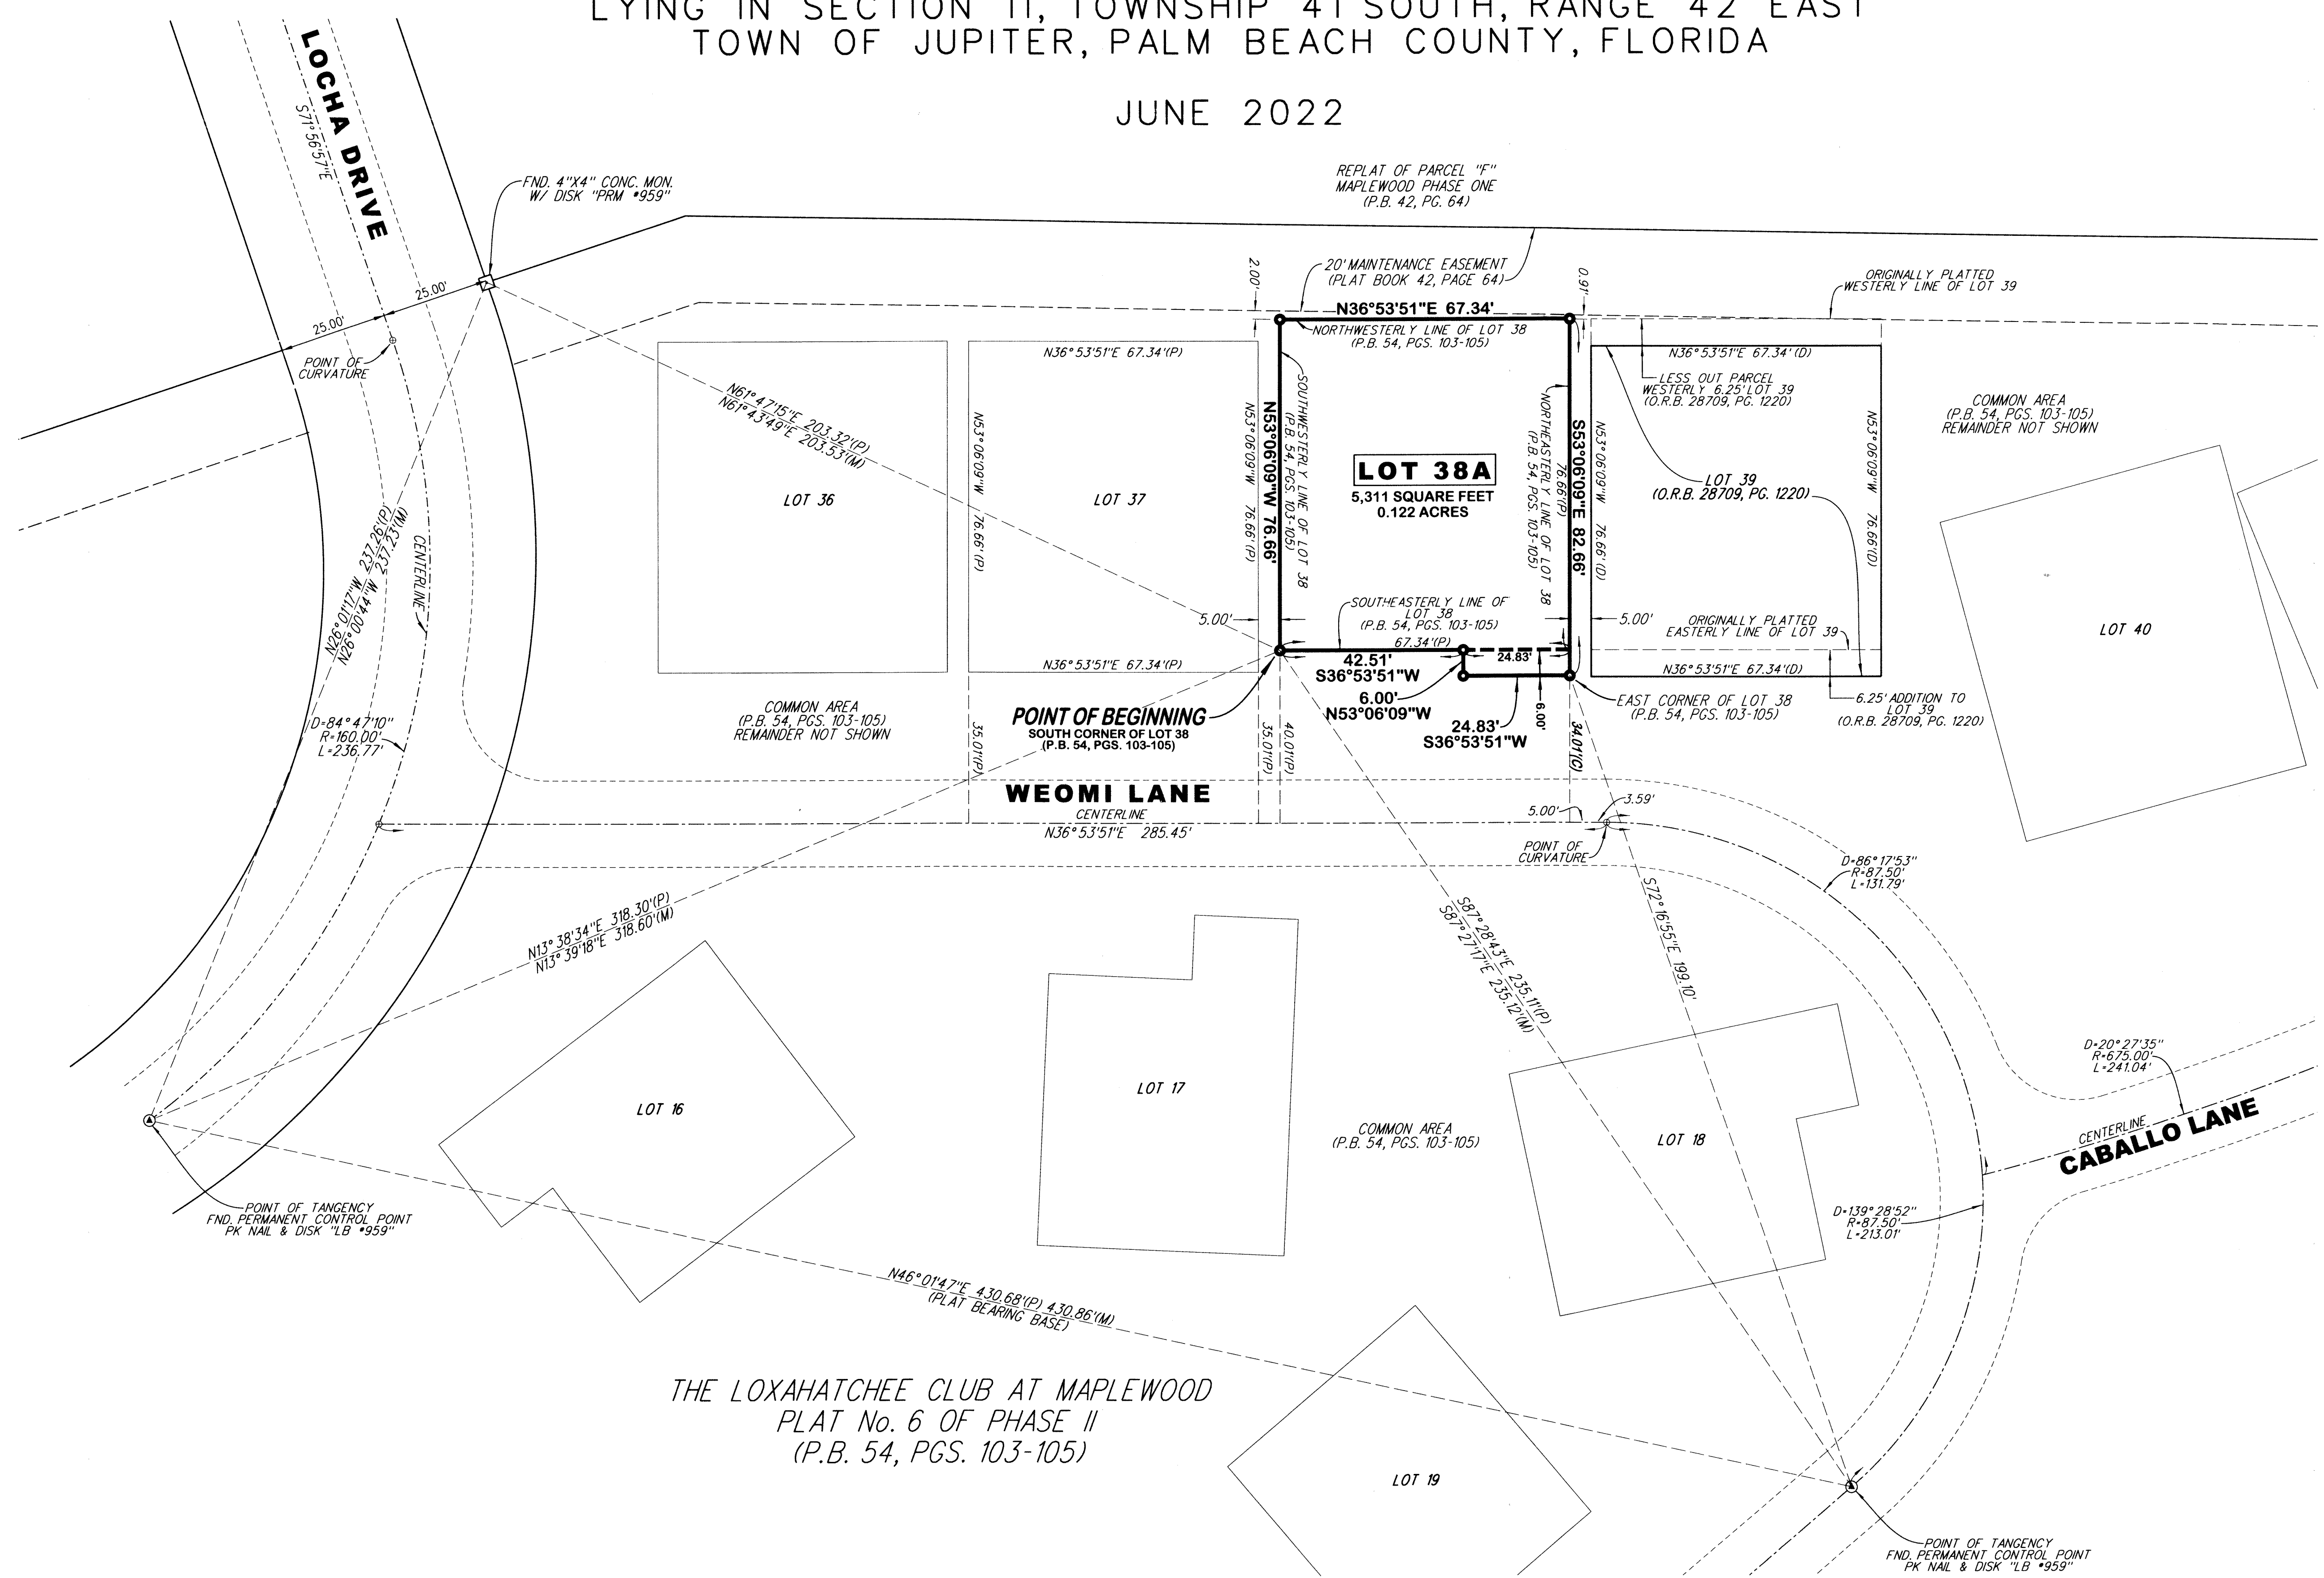 LYING IN SECTION 11, TOWNSHIP 41 SOUTH, RANGE 42 EAST
TOWN OF JUPITER, PALM BEACH COUNTY, FLORIDA
JUNE 2022
LOCHA DRIVE
S71°56'57"E
FND. 4"X4" CONC. MON.
W/ DISK "PRM #959"
25.00'
25.00'
POINT OF
CURVATURE
REPLAT OF PARCEL "F"
MAPLEWOOD PHASE ONE
(P.B. 42, PG. 64)
20' MAINTENANCE EASEMENT
(PLAT BOOK 42, PAGE 64)
2.00'
0.91'
ORIGINALLY PLATTED
WESTERLY LINE OF LOT 39
N36°53'51"E 67.34'
NORTHWESTERLY LINE OF LOT 38
(P.B. 54, PGS. 103-105)
N36°53'51"E 67.34'(P)
N36°53'51"E 67.34'(D)
LESS OUT PARCEL
WESTERLY 6.25' LOT 39
(O.R.B. 28709, PG. 1220)
COMMON AREA
(P.B. 54, PGS. 103-105)
REMAINDER NOT SHOWN
N61°47'15"E 203.32'(P)
N61°43'49"E 203.53'(M)
N53°06'09"W 76.66'(P)
N53°06'09"W 76.66'(P)
N53°06'09"W 76.66'
SOUTHWESTERLY LINE OF LOT 38
(P.B. 54, PGS. 103-105)
LOT 38A
5,311 SQUARE FEET
0.122 ACRES
NORTHEASTERLY LINE OF LOT 38
(P.B. 54, PGS. 103-105)
76.66'(P)
S53°06'09"E 82.66'
N53°06'09"W 76.66'(D)
LOT 39
(O.R.B. 28709, PG. 1220)
N53°06'09"W 76.66'(D)
LOT 36
LOT 37
LOT 40
N26°01'17"W 237.26'(P)
N26°00'44"W 237.23'(M)
CENTERLINE
5.00'
SOUTHEASTERLY LINE OF
LOT 38
(P.B. 54, PGS. 103-105)
67.34'(P)
5.00'
ORIGINALLY PLATTED
EASTERLY LINE OF LOT 39
N36°53'51"E 67.34'(P)
42.51'
S36°53'51"W
24.83'
N36°53'51"E 67.34'(D)
6.00'
N53°06'09"W
6.00'
24.83'
S36°53'51"W
EAST CORNER OF LOT 38
(P.B. 54, PGS. 103-105)
6.25' ADDITION TO
LOT 39
(O.R.B. 28709, PG. 1220)
COMMON AREA
(P.B. 54, PGS. 103-105)
REMAINDER NOT SHOWN
POINT OF BEGINNING
SOUTH CORNER OF LOT 38
(P.B. 54, PGS. 103-105)
D=84°47'10"
R=160.00'
L=236.77'
35.01'(P)
35.01'(P)
40.01'(P)
34.01'(C)
WEOMI LANE
CENTERLINE
N36°53'51"E 285.45'
5.00'
3.59'
POINT OF
CURVATURE
D=86°17'53"
R=87.50'
L=131.79'
N13°38'34"E 318.30'(P)
N13°39'18"E 318.60'(M)
S87°28'43"E 235.11'(P)
S87°27'17"E 235.12'(M)
S72°16'55"E 199.10'
LOT 16
LOT 17
COMMON AREA
(P.B. 54, PGS. 103-105)
LOT 18
D=20°27'35"
R=675.00'
L=241.04'
CENTERLINE
CABALLO LANE
D=139°28'52"
R=87.50'
L=213.01'
POINT OF TANGENCY
FND. PERMANENT CONTROL POINT
PK NAIL & DISK "LB #959"
N46°01'47"E 430.68'(P) 430.86'(M)
(PLAT BEARING BASE)
THE LOXAHATCHEE CLUB AT MAPLEWOOD
PLAT No. 6 OF PHASE II
(P.B. 54, PGS. 103-105)
LOT 19
POINT OF TANGENCY
FND. PERMANENT CONTROL POINT
PK NAIL & DISK "LB #959"